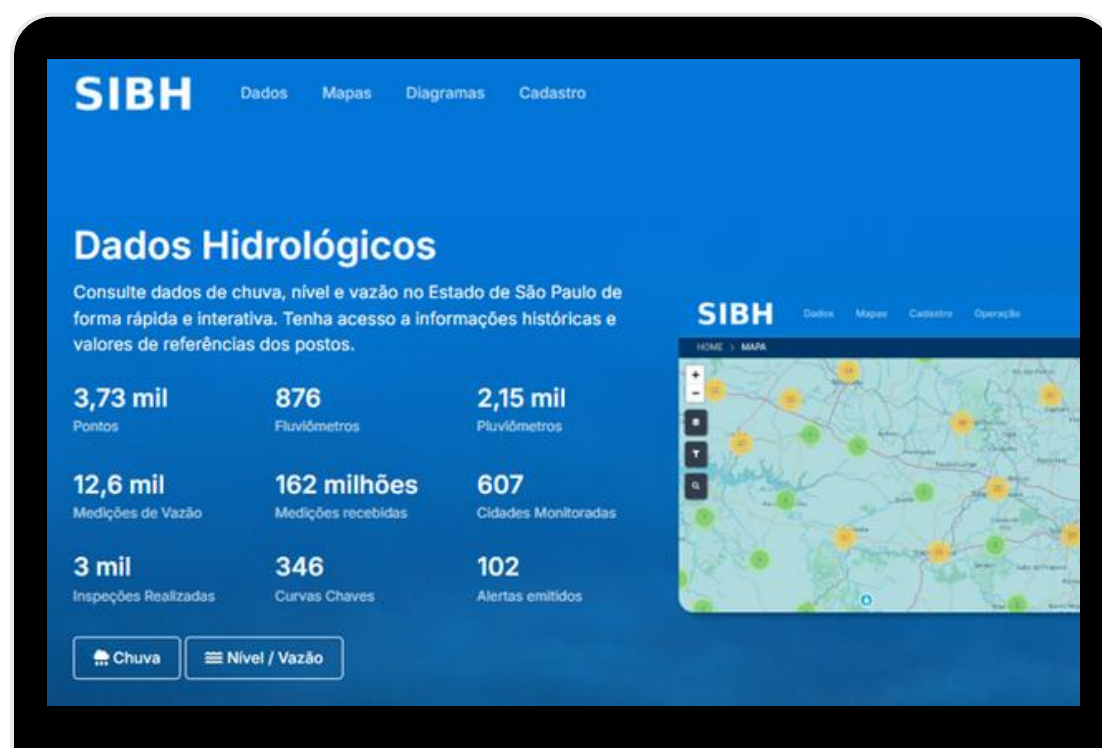 SIBH
Dados Mapas Diagramas Cadastro
Dados Hidrológicos
Consulte dados de chuva, nível e vazão no Estado de São Paulo de
forma rápida e interativa. Tenha acesso a informações históricas e
valores de referências dos postos.
3,73 mil 876 2,15 mil
Pontos Fluviômetros Pluviômetros
12,6 mil 162 milhões 607
Medições de Vazão Medições recebidas Cidades Monitoradas
3 mil 346 102
Inspeções Realizadas Curvas Chaves Alertas emitidos
Chuva Nível / Vazão
SIBH
Dados Mapas Cadastro Operação
HOME > MAPA
+
−